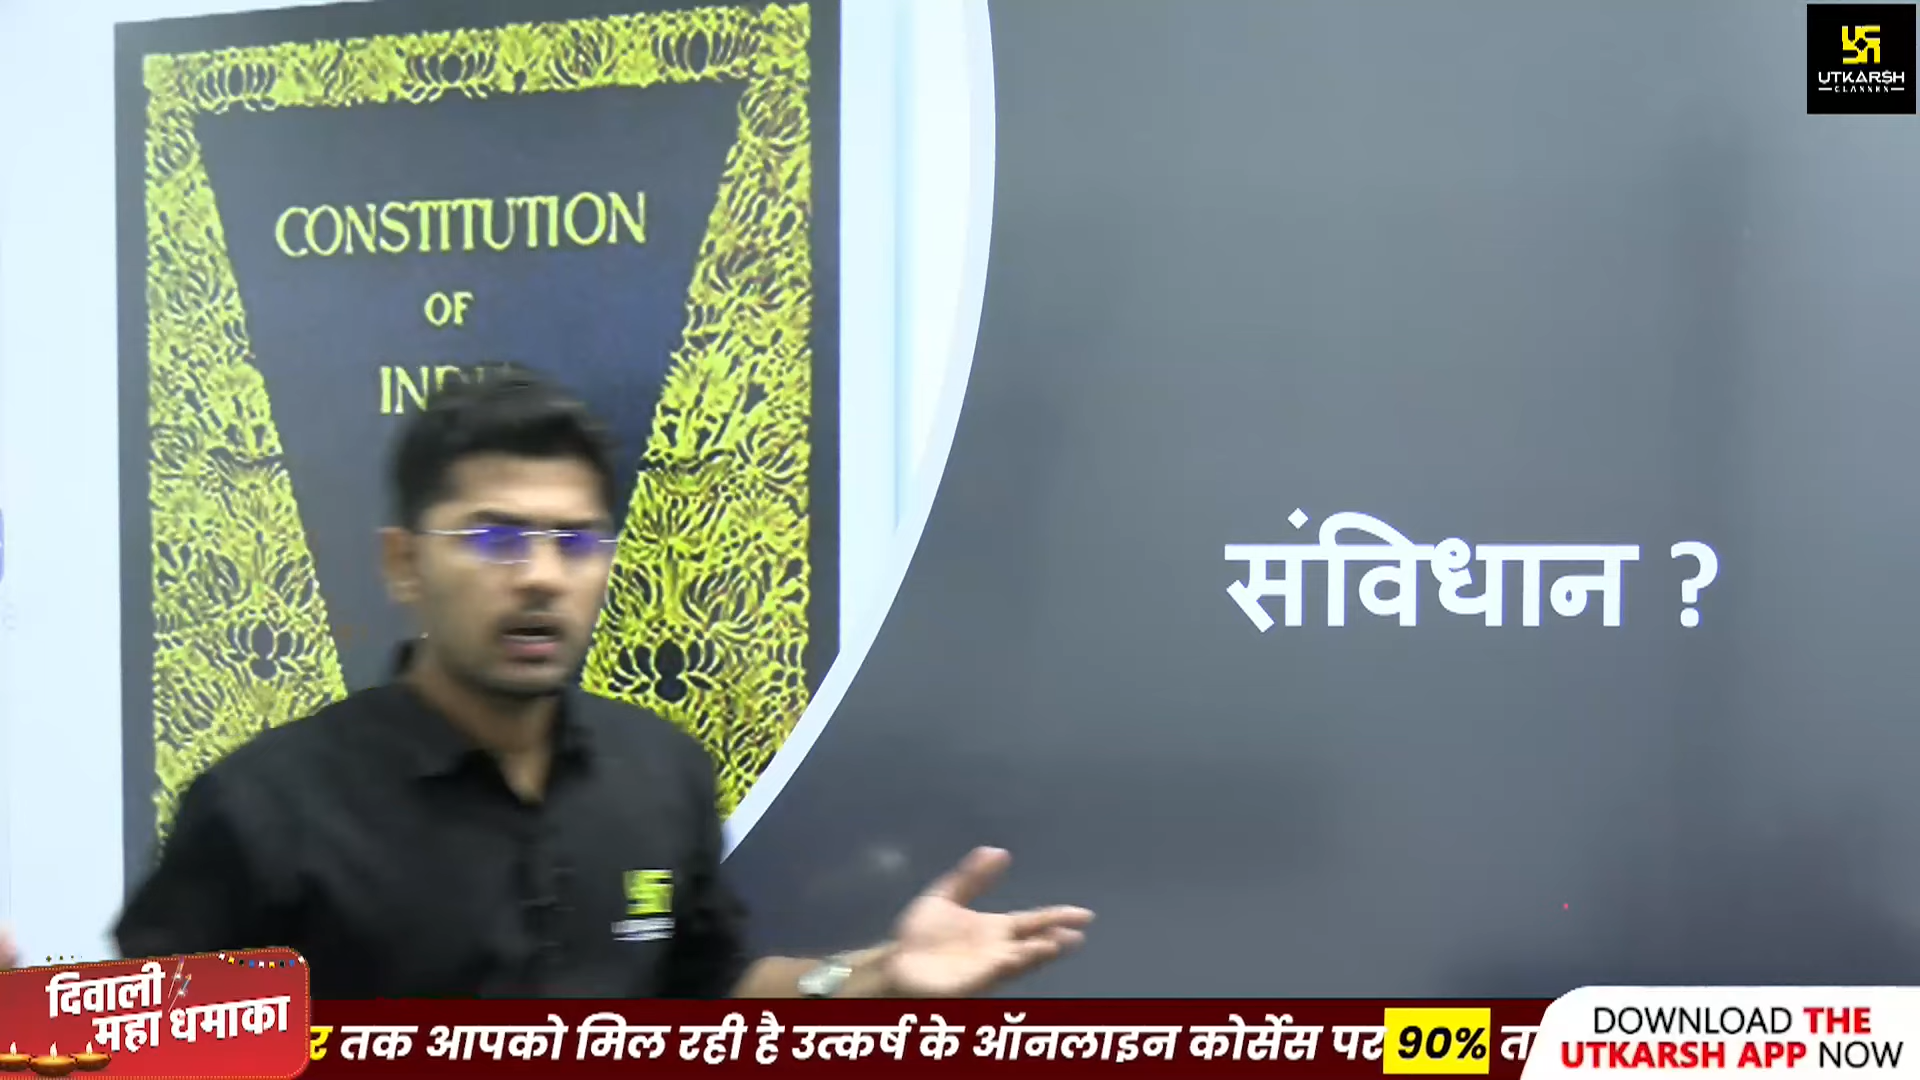 CONSTITUTION
OF
संविधान ?
UTKARSH
CLASSES
दिवाली
महा धमाका
र तक आपको मिल रही है उत्कर्ष के ऑनलाइन कोर्सेस पर 90% त
DOWNLOAD THE
UTKARSH APP NOW